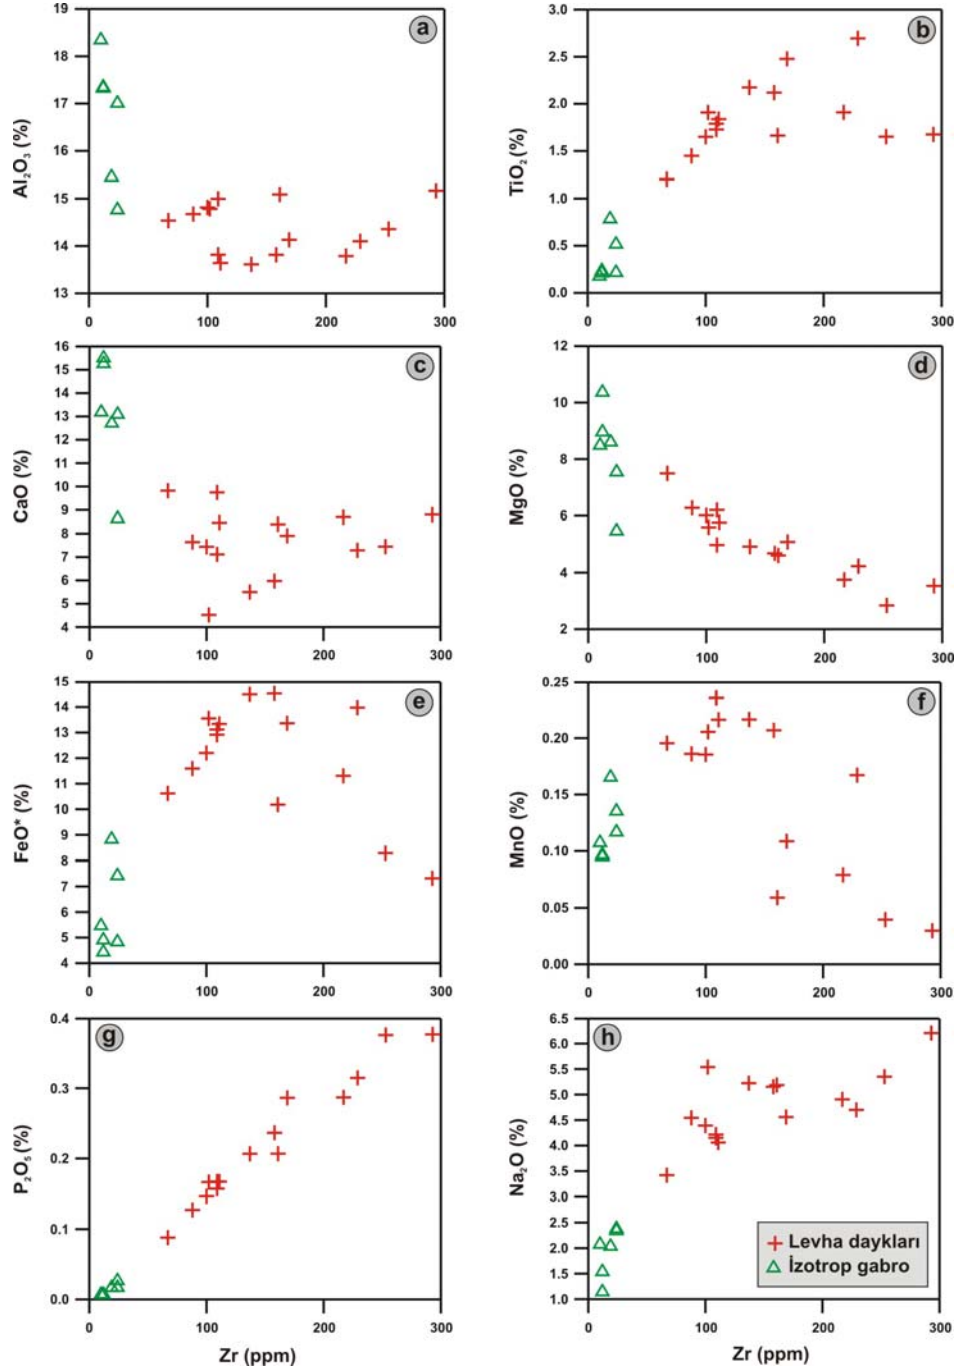 a
Al₂O₃ (%)
19
18
17
16
15
14
13
0 100 200 300
b
TiO₂ (%)
3.0
2.5
2.0
1.5
1.0
0.5
0.0
0 100 200 300
c
CaO (%)
16
15
14
13
12
11
10
9
8
7
6
5
4
0 100 200 300
d
MgO (%)
12
10
8
6
4
2
0 100 200 300
e
FeO* (%)
15
14
13
12
11
10
9
8
7
6
5
4
0 100 200 300
f
MnO (%)
0.25
0.20
0.15
0.10
0.05
0.00
0 100 200 300
g
P₂O₅ (%)
0.4
0.3
0.2
0.1
0.0
0 100 200 300
Zr (ppm)
h
Na₂O (%)
6.5
6.0
5.5
5.0
4.5
4.0
3.5
3.0
2.5
2.0
1.5
1.0
Levha daykları
İzotrop gabro
0 100 200 300
Zr (ppm)